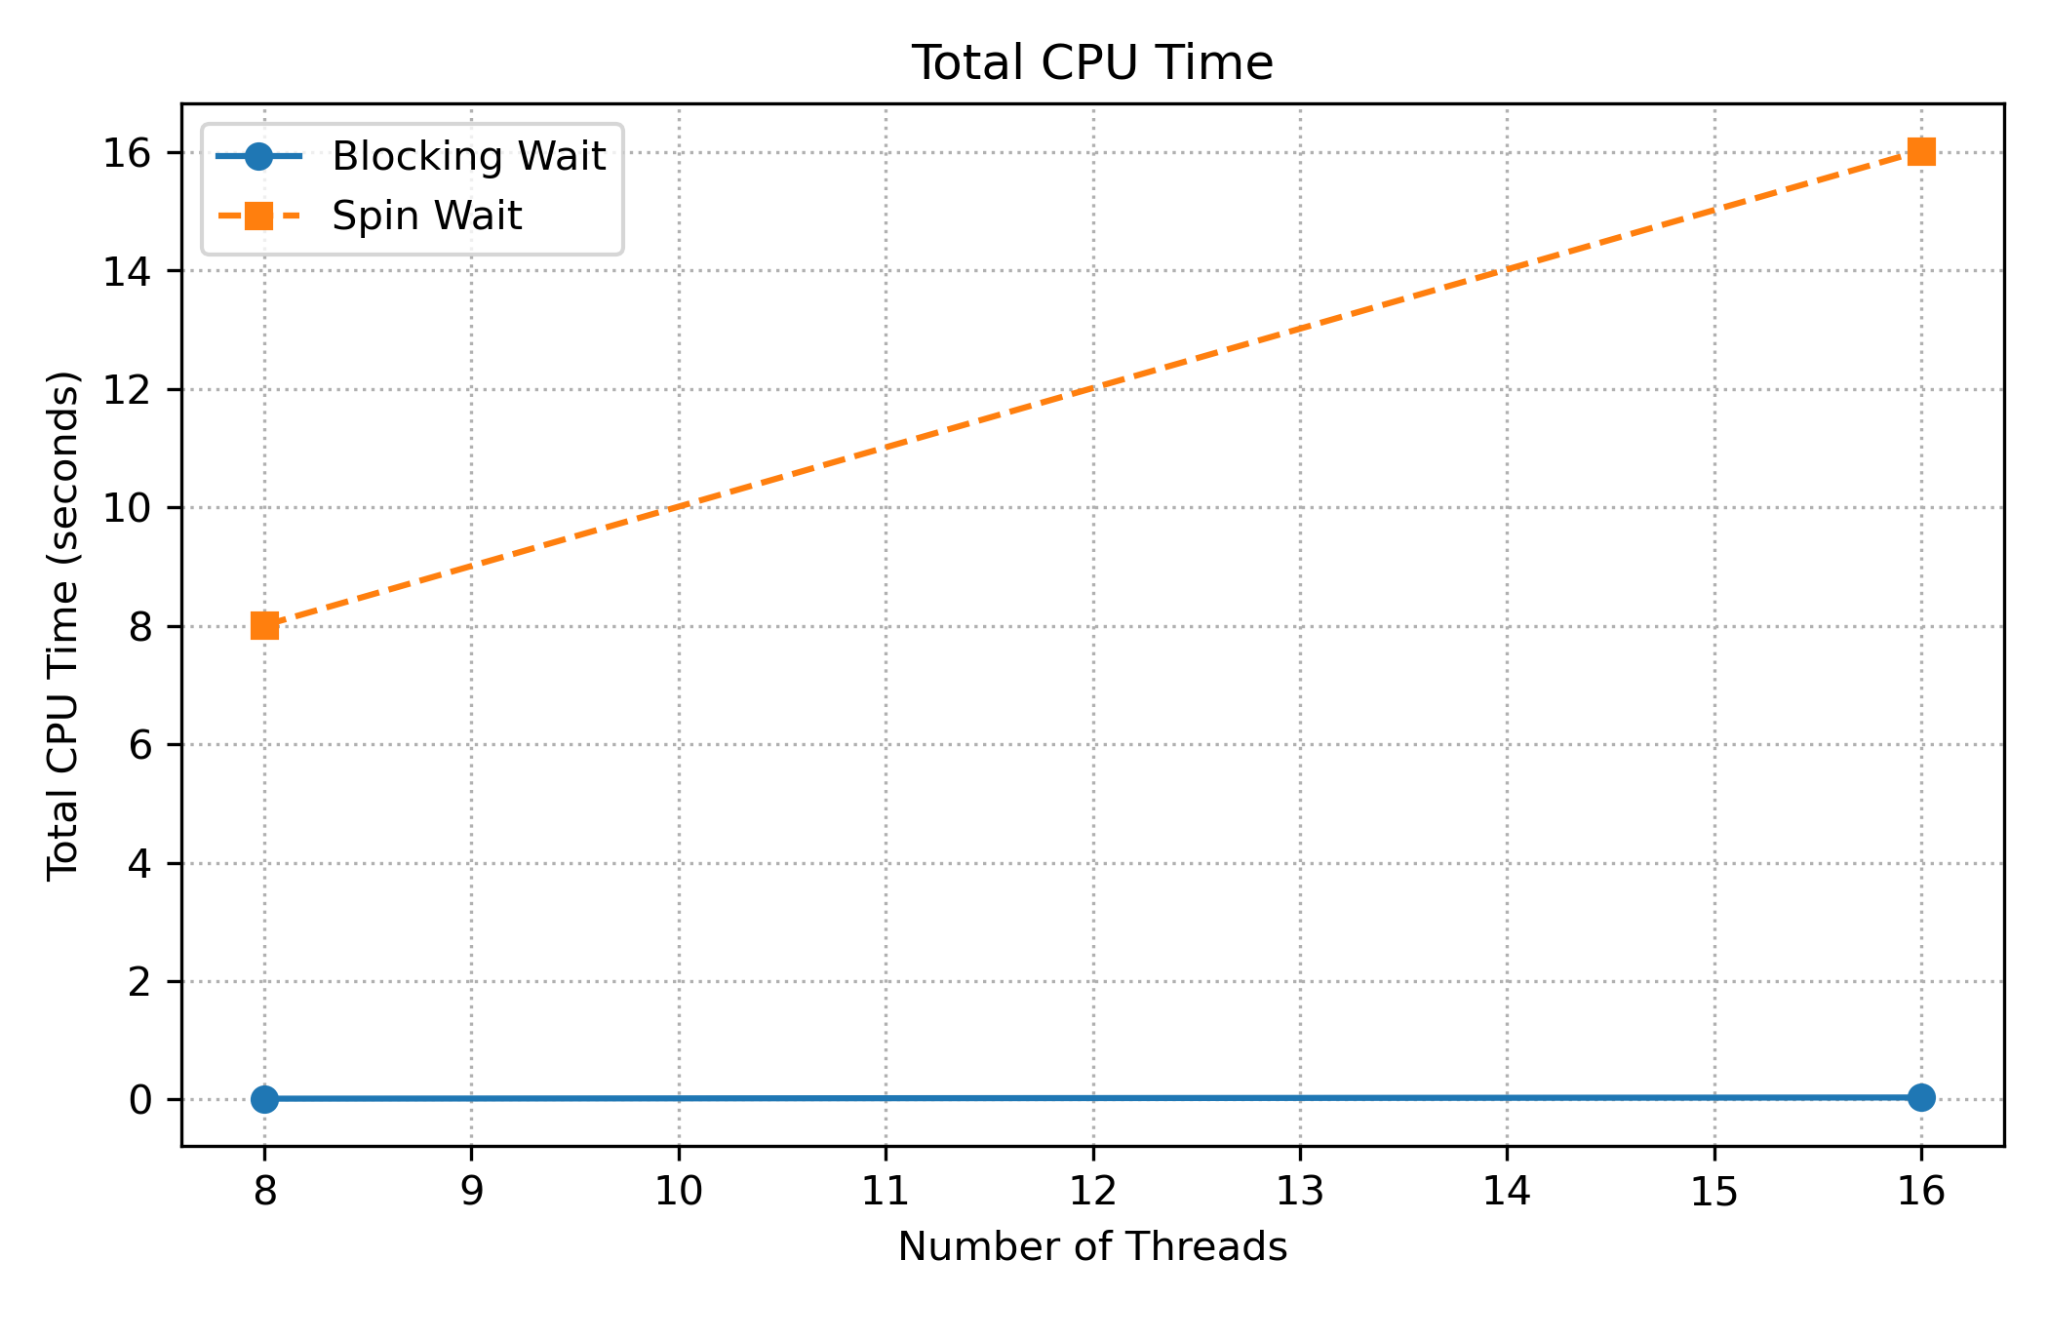 Total CPU Time
Blocking Wait
Spin Wait
Total CPU Time (seconds)
16
14
12
10
8
6
4
2
0
8 9 10 11 12 13 14 15 16
Number of Threads